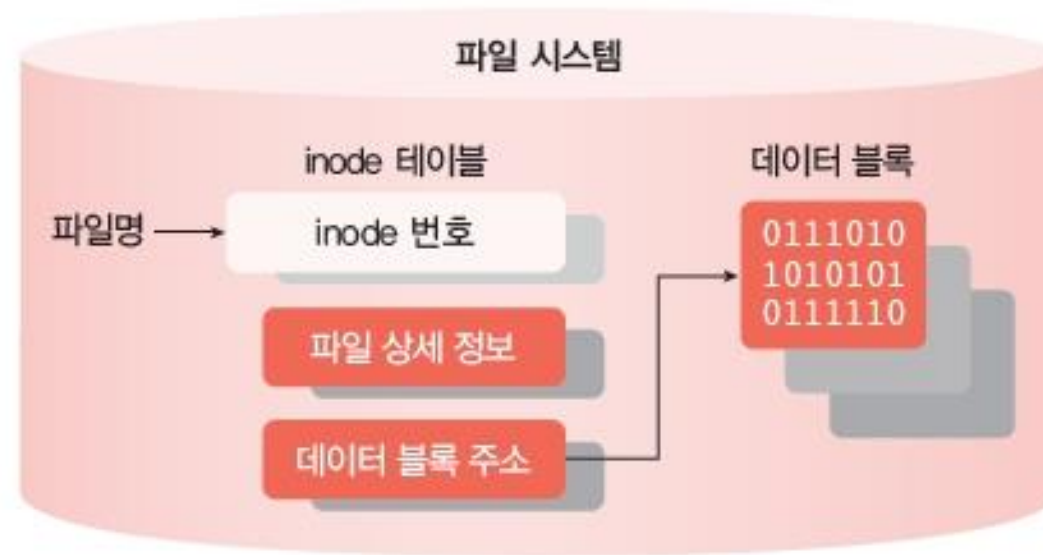 파일 시스템
inode 테이블
데이터 블록
파일명
inode 번호
0111010
1010101
0111110
파일 상세 정보
데이터 블록 주소